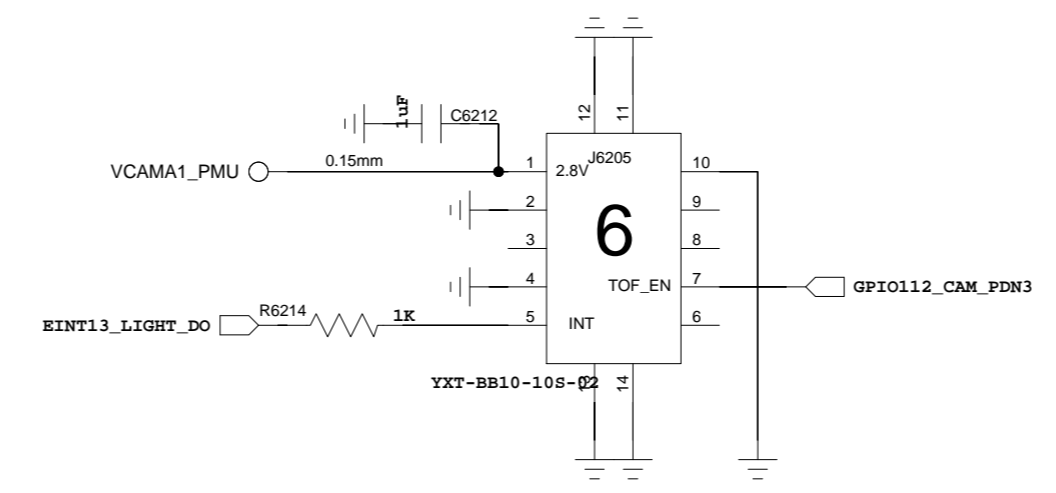 12 11
1uF
C6212
VCAMA1_PMU
0.15mm
1
2.8V
J6205
10
2
9
6
3
8
4
TOF_EN
7
GPIO112_CAM_PDN3
EINT13_LIGHT_DO
R6214
1K
5
INT
6
YXT-BB10-10S-02
13 14